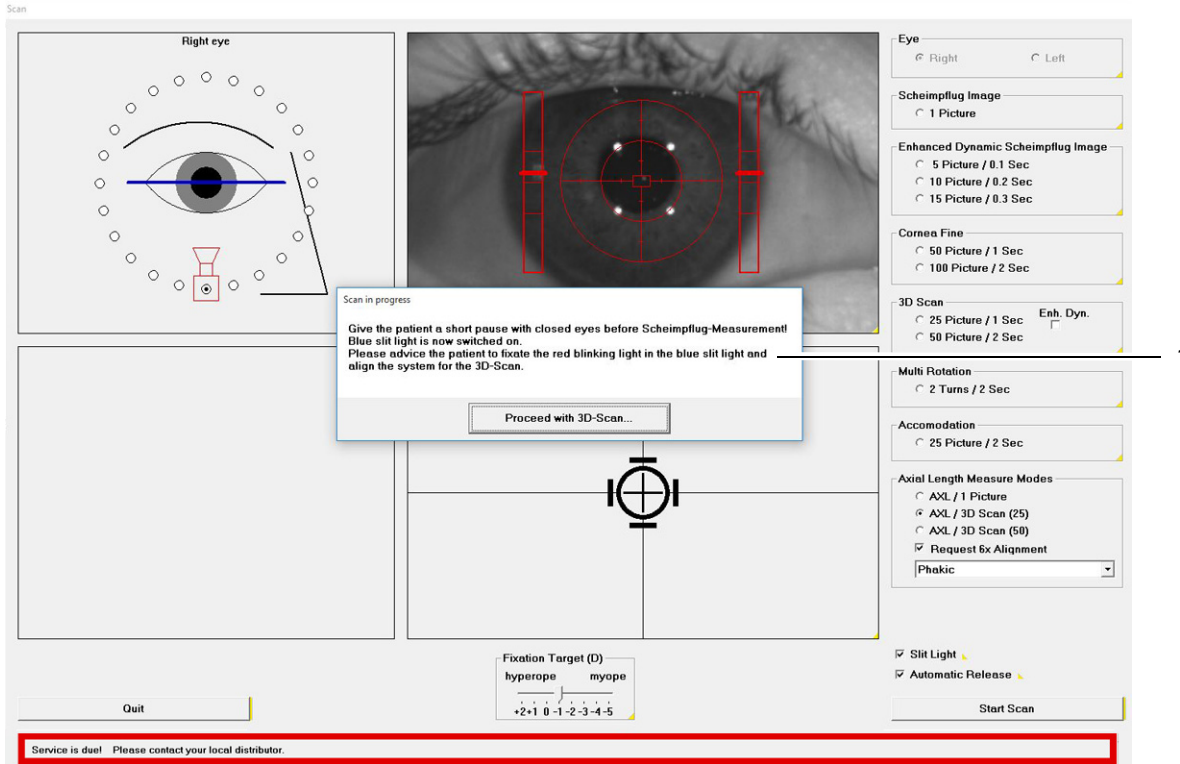 Scan
Right eye
Scan in progress
Give the patient a short pause with closed eyes before Scheimpflug-Measurement!
Blue slit light is now switched on.
Please advice the patient to fixate the red blinking light in the blue slit light and
align the system for the 3D-Scan.
Proceed with 3D-Scan...
Eye
Right Left
Scheimpflug Image
1 Picture
Enhanced Dynamic Scheimpflug Image
5 Picture / 0.1 Sec
10 Picture / 0.2 Sec
15 Picture / 0.3 Sec
Cornea Fine
50 Picture / 1 Sec
100 Picture / 2 Sec
3D Scan
25 Picture / 1 Sec Enh. Dyn.
50 Picture / 2 Sec
Multi Rotation
2 Turns / 2 Sec
Accomodation
25 Picture / 2 Sec
Axial Length Measure Modes
AXL / 1 Picture
AXL / 3D Scan (25)
AXL / 3D Scan (50)
Request 6x Alignment
Phakic
Slit Light
Automatic Release
Start Scan
Fixation Target (D)
hyperope myope
+2+1 0 -1 -2 -3 -4 -5
Quit
Service is due! Please contact your local distributor.